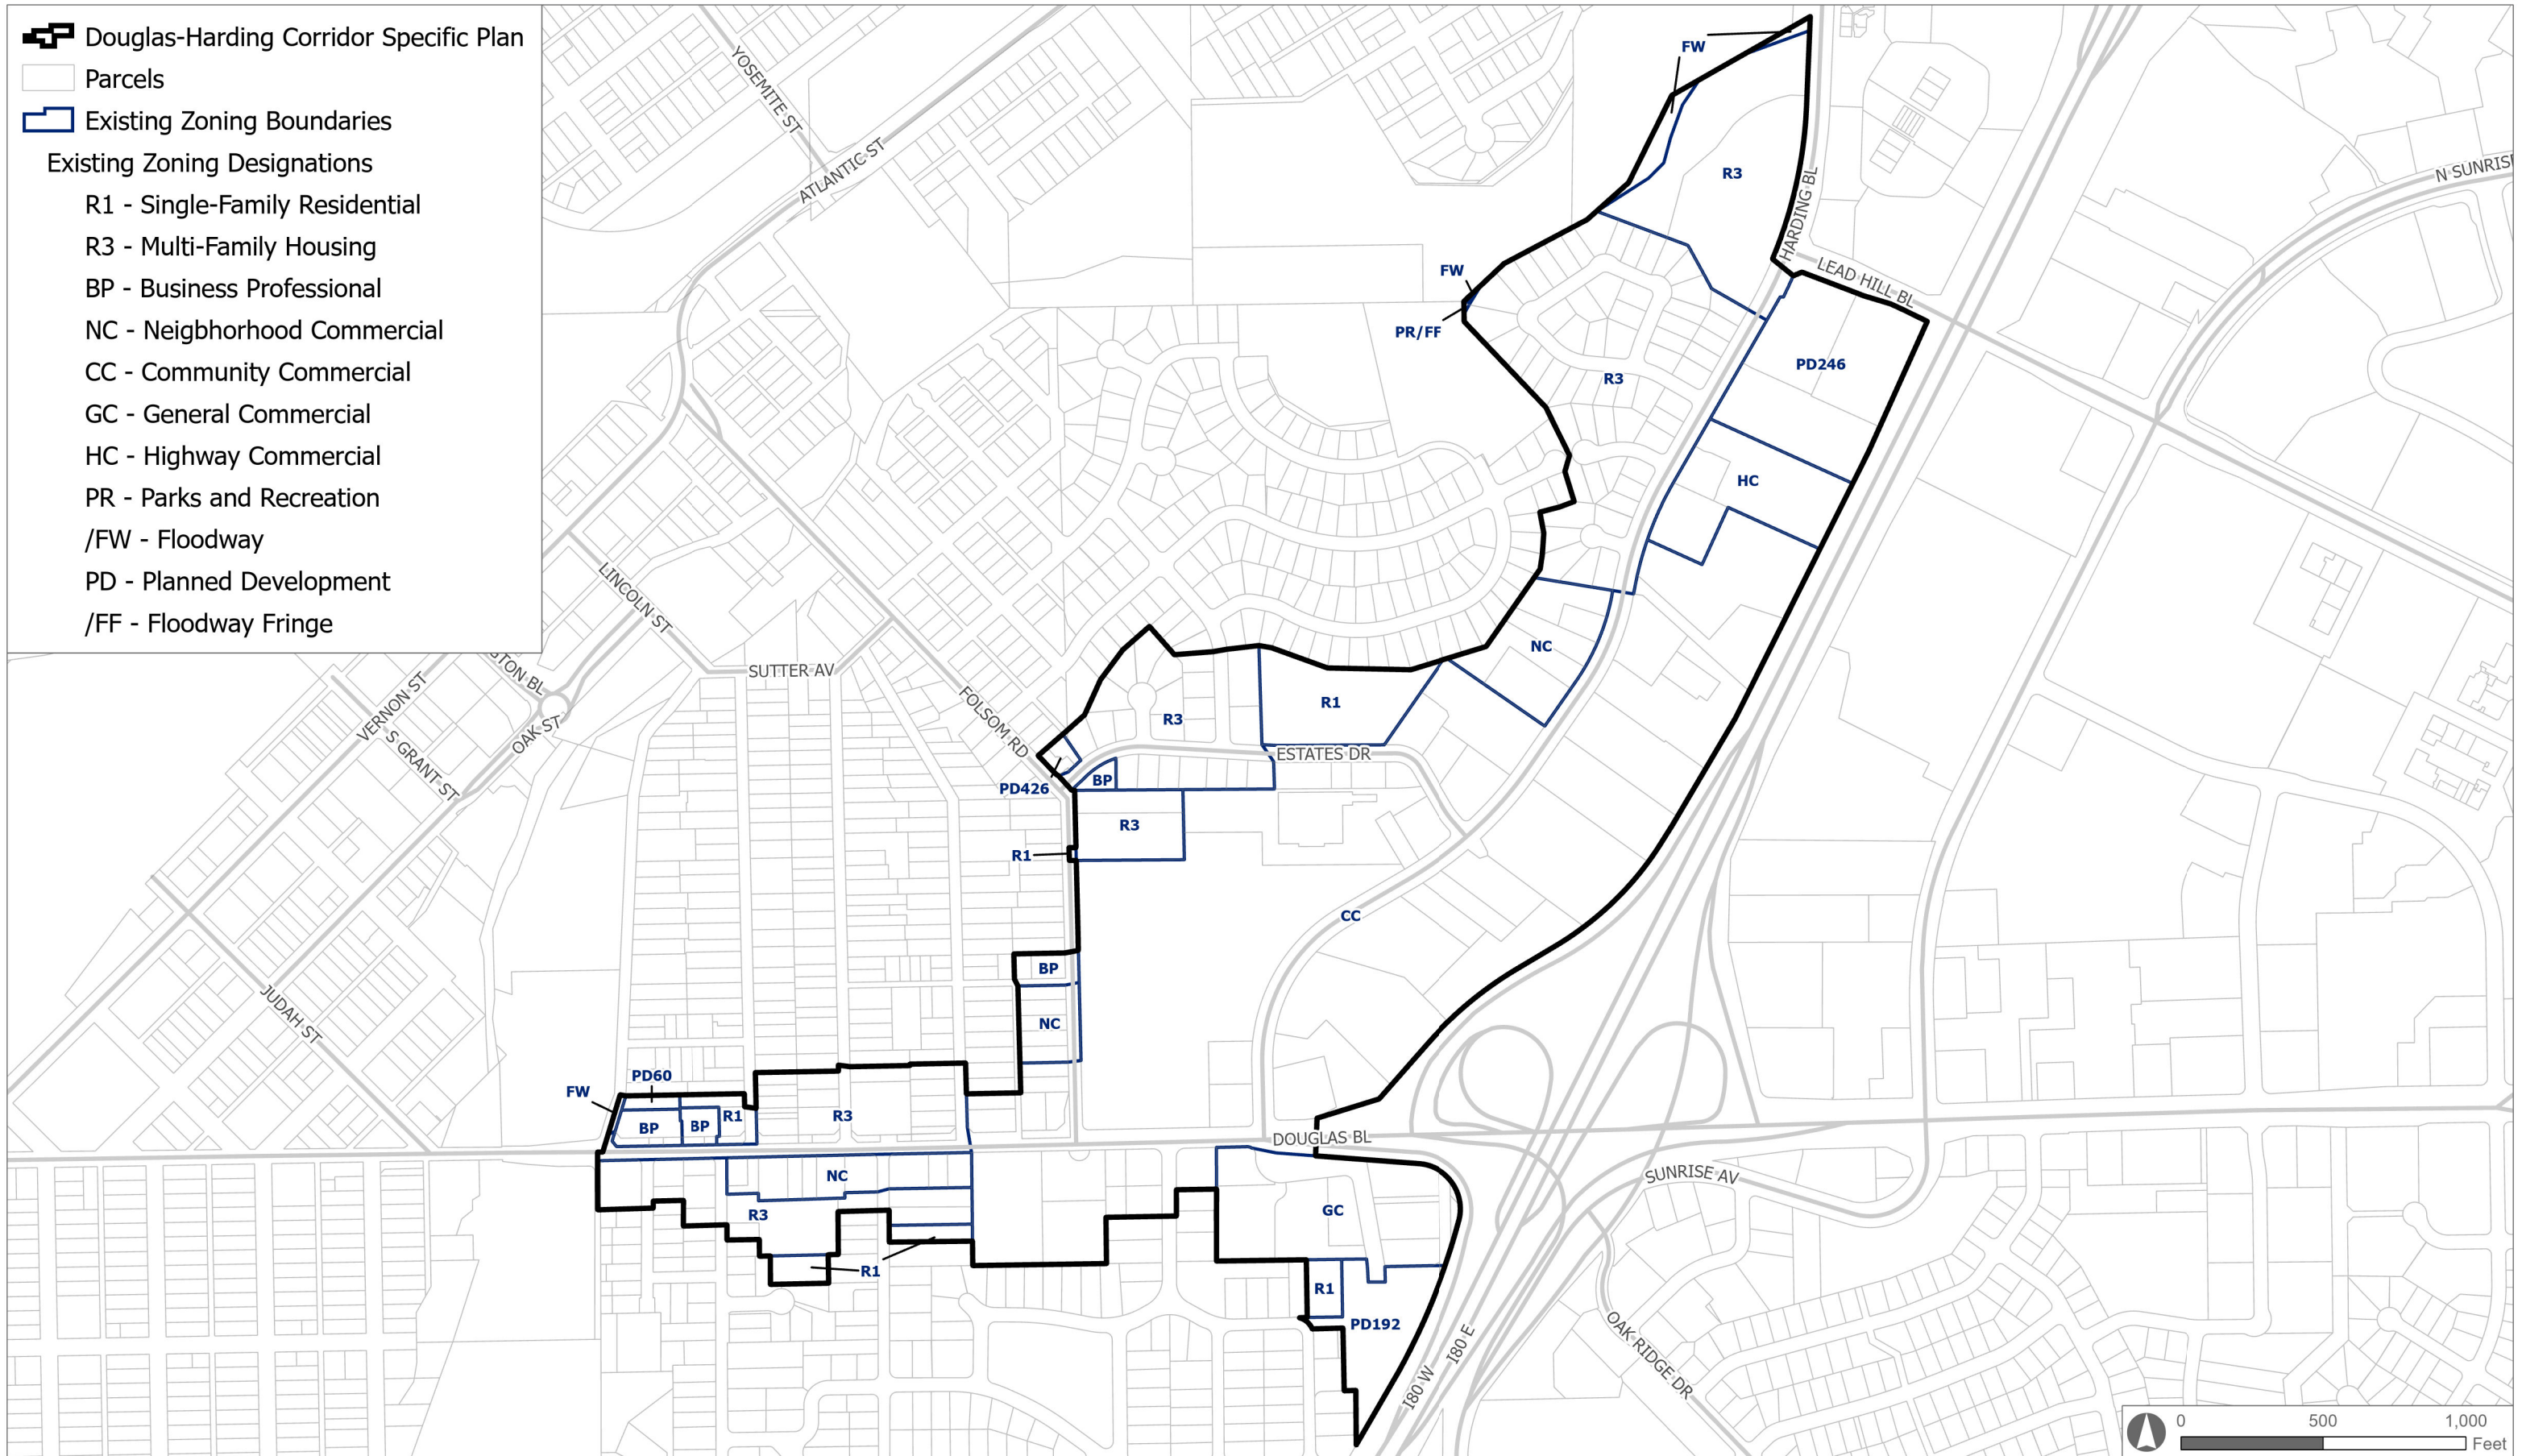 Douglas-Harding Corridor Specific Plan
Parcels
Existing Zoning Boundaries
Existing Zoning Designations
R1 - Single-Family Residential
R3 - Multi-Family Housing
BP - Business Professional
NC - Neigbhorhood Commercial
CC - Community Commercial
GC - General Commercial
HC - Highway Commercial
PR - Parks and Recreation
/FW - Floodway
PD - Planned Development
/FF - Floodway Fringe
YOSEMITE ST
ATLANTIC ST
FW
R3
HARDING BL
N SUNRISE
LEAD HILL BL
FW
PR/FF
PD246
R3
HC
LINCOLN ST
NC
SUTTER AV
GTON BL
VERNON ST
S GRANT ST
OAK ST
FOLSOM RD
R3
R1
ESTATES DR
PD426
BP
R3
R1
CC
BP
NC
JUDAH ST
PD60
FW
BP
BP
R1
R3
DOUGLAS BL
SUNRISE AV
NC
R3
GC
R1
R1
PD192
OAK RIDGE DR
I80 E
I80 W
0 500 1,000
Feet